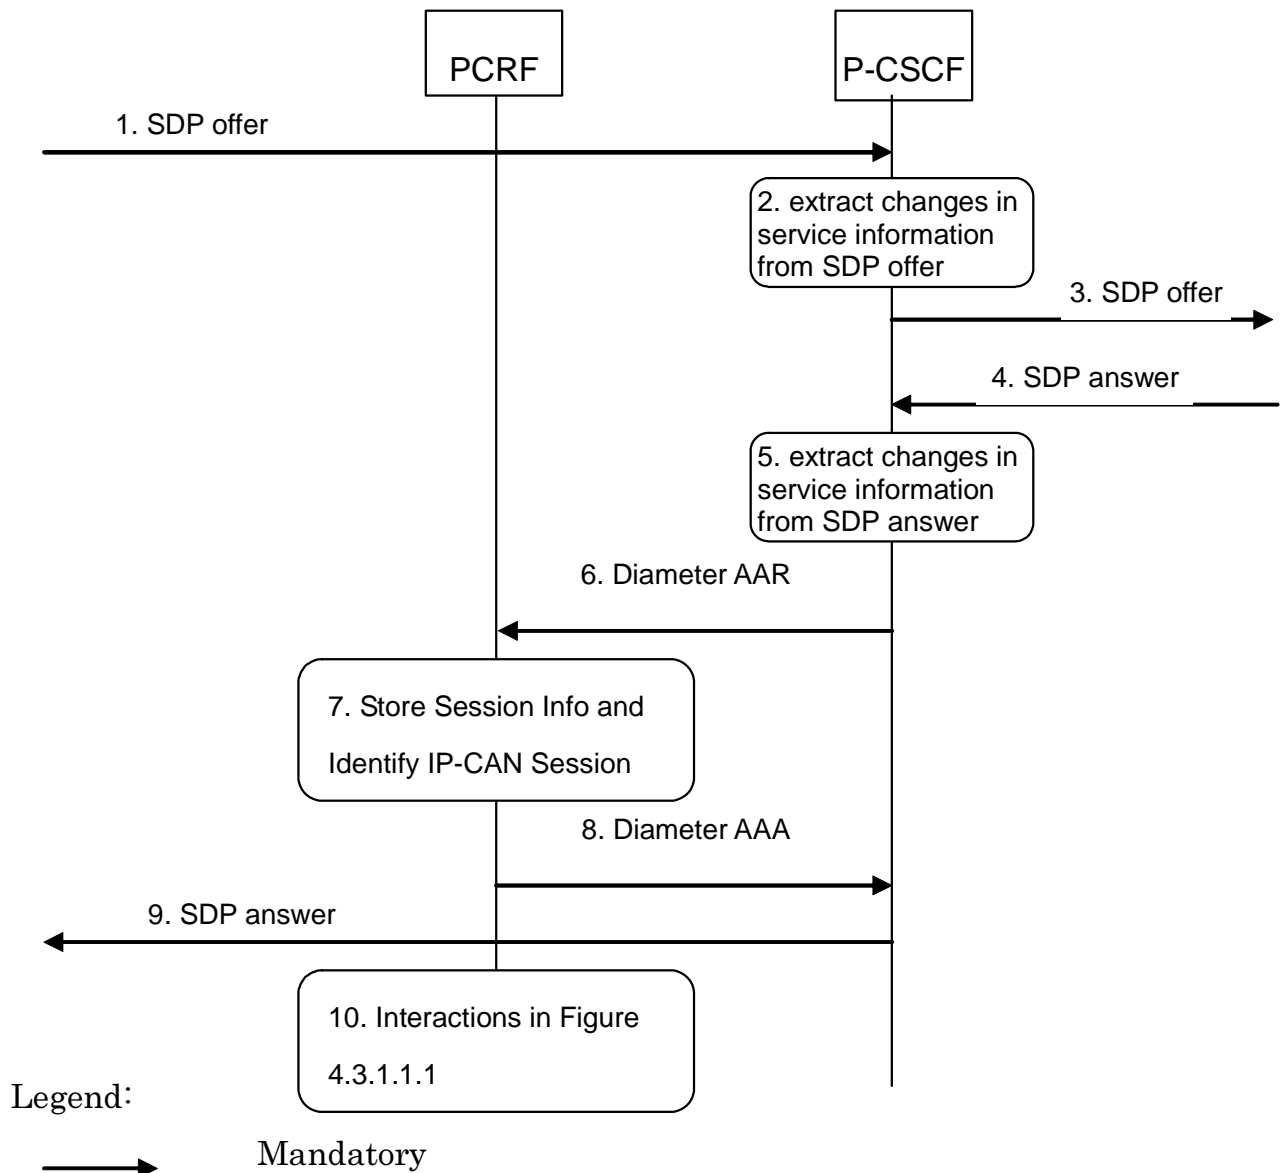 PCRF
P-CSCF
1. SDP offer
2. extract changes in
service information
from SDP offer
3. SDP offer
4. SDP answer
5. extract changes in
service information
from SDP answer
6. Diameter AAR
7. Store Session Info and
Identify IP-CAN Session
8. Diameter AAA
9. SDP answer
10. Interactions in Figure
4.3.1.1.1
Legend:
Mandatory